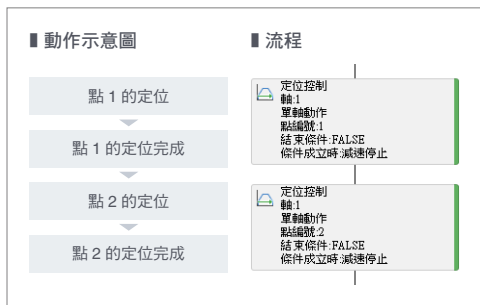 動作示意圖
點 1 的定位
點 1 的定位完成
點 2 的定位
點 2 的定位完成
流程
定位控制
軸:1
單軸動作
點編號:1
結束條件:FALSE
條件成立時:減速停止
定位控制
軸:1
單軸動作
點編號:2
結束條件:FALSE
條件成立時:減速停止